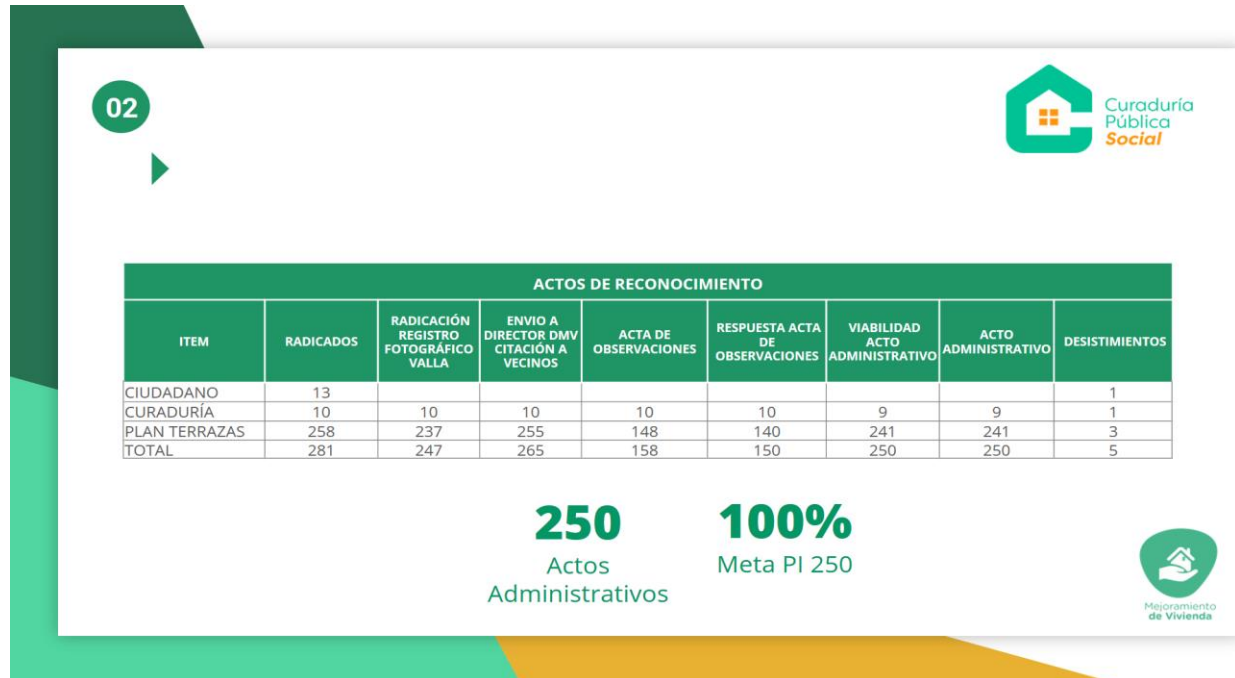 02
Curaduría
Pública
Social
ACTOS DE RECONOCIMIENTO
ITEM
RADICADOS
RADICACIÓN
REGISTRO
FOTOGRÁFICO
VALLA
ENVIO A
DIRECTOR DMV
CITACIÓN A
VECINOS
ACTA DE
OBSERVACIONES
RESPUESTA ACTA
DE
OBSERVACIONES
VIABILIDAD
ACTO
ADMINISTRATIVO
ACTO
ADMINISTRATIVO
DESISTIMIENTOS
CIUDADANO 13 1
CURADURÍA 10 10 10 10 10 9 9 1
PLAN TERRAZAS 258 237 255 148 140 241 241 3
TOTAL 281 247 265 158 150 250 250 5
250
Actos
Administrativos
100%
Meta PI 250
Mejoramiento
de Vivienda